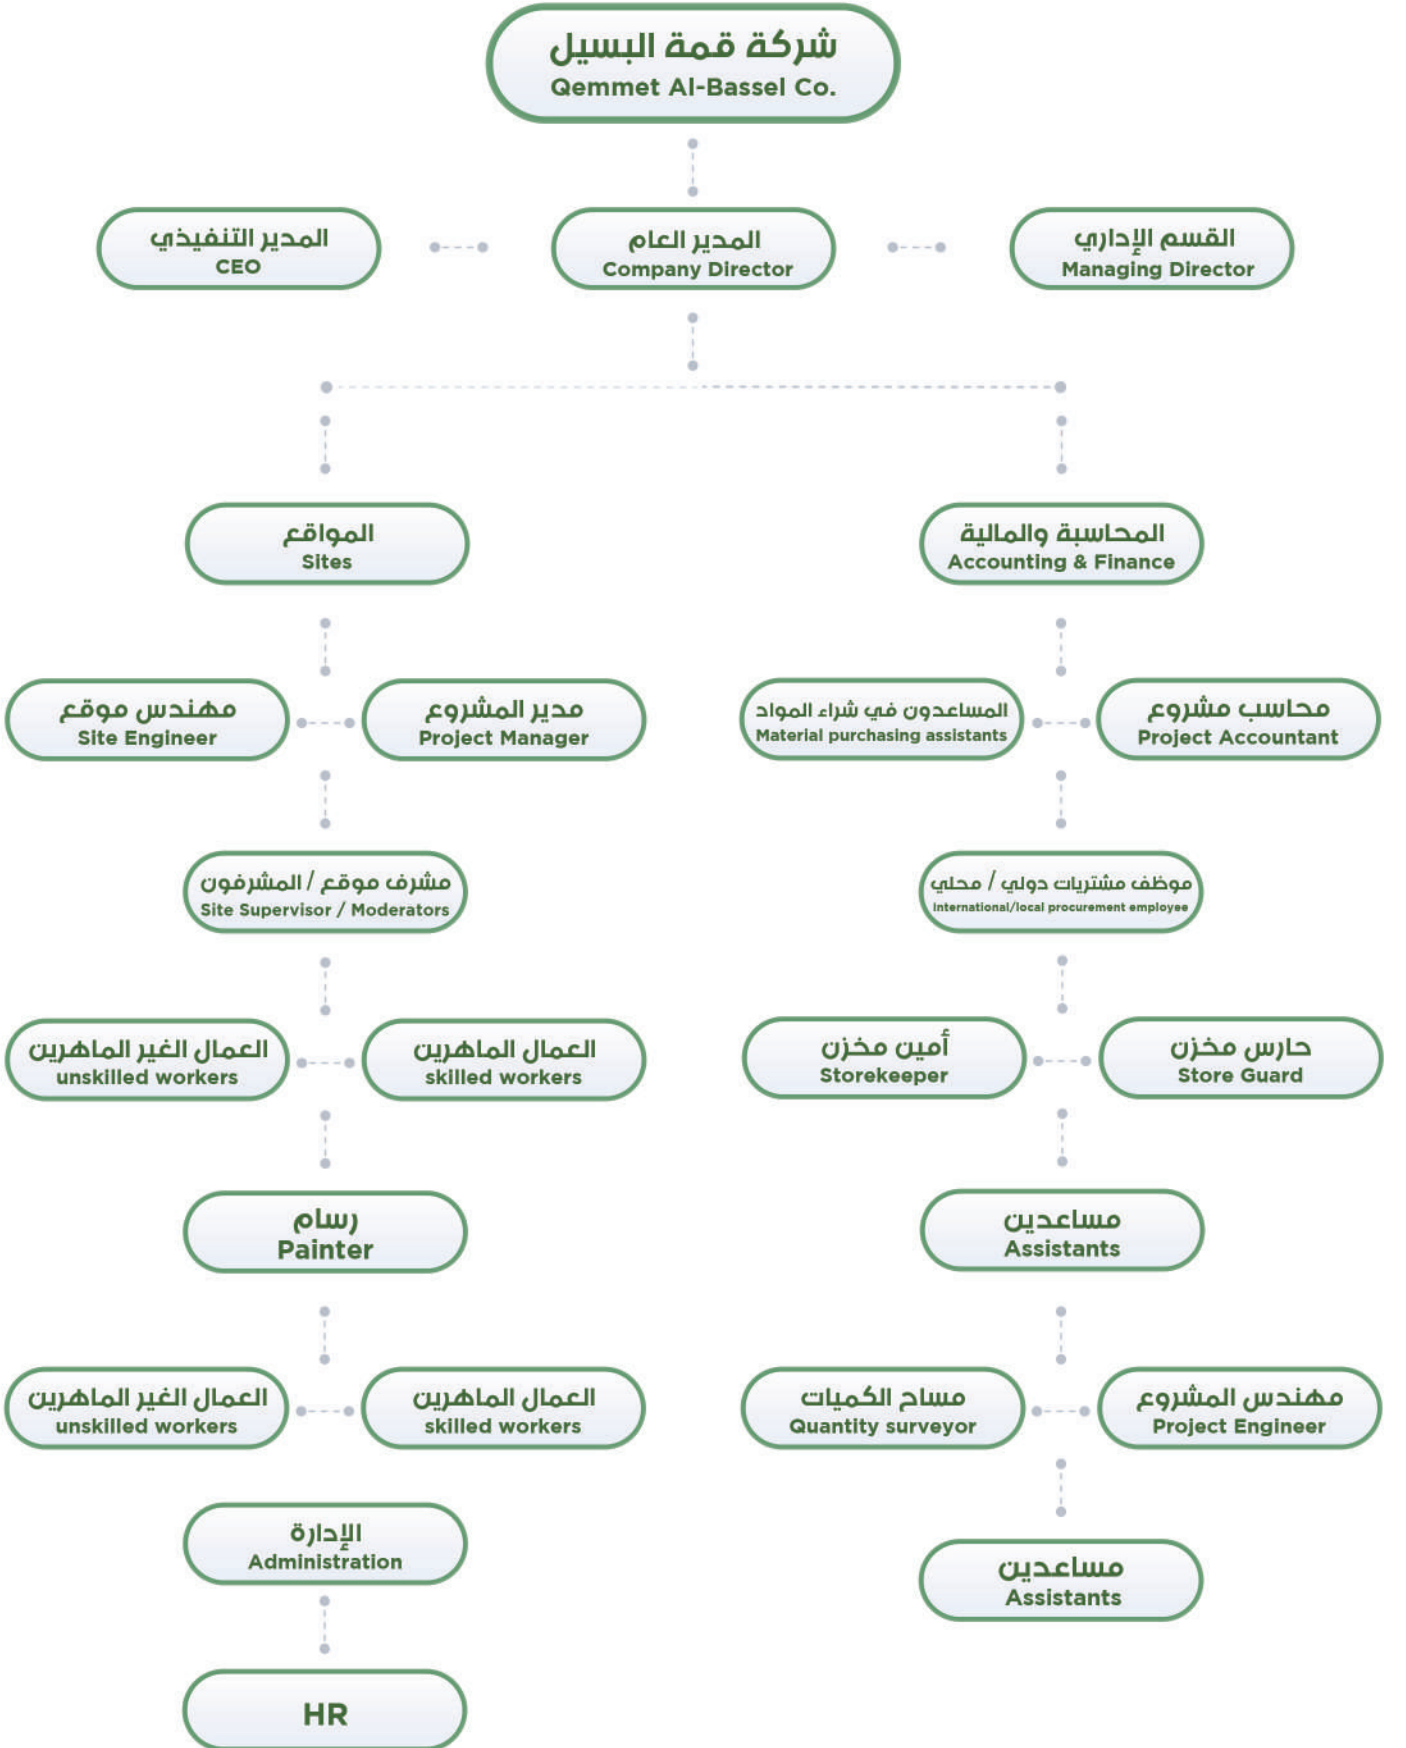 شركة قمة البسيل
Qemmet Al-Bassel Co.
المدير التنفيذي
CEO
المدير العام
Company Director
القسم الإداري
Managing Director
المواقع
Sites
المحاسبة والمالية
Accounting & Finance
مهندس موقع
Site Engineer
مدير المشروع
Project Manager
المساعدون في شراء المواد
Material purchasing assistants
محاسب مشروع
Project Accountant
مشرف موقع / المشرفون
Site Supervisor / Moderators
موظف مشتريات دولي / محلي
International/local procurement employee
العمال الغير الماهرين
unskilled workers
العمال الماهرين
skilled workers
أمين مخزن
Storekeeper
حارس مخزن
Store Guard
رسام
Painter
مساعدين
Assistants
العمال الغير الماهرين
unskilled workers
العمال الماهرين
skilled workers
مساح الكميات
Quantity surveyor
مهندس المشروع
Project Engineer
الإدارة
Administration
مساعدين
Assistants
HR